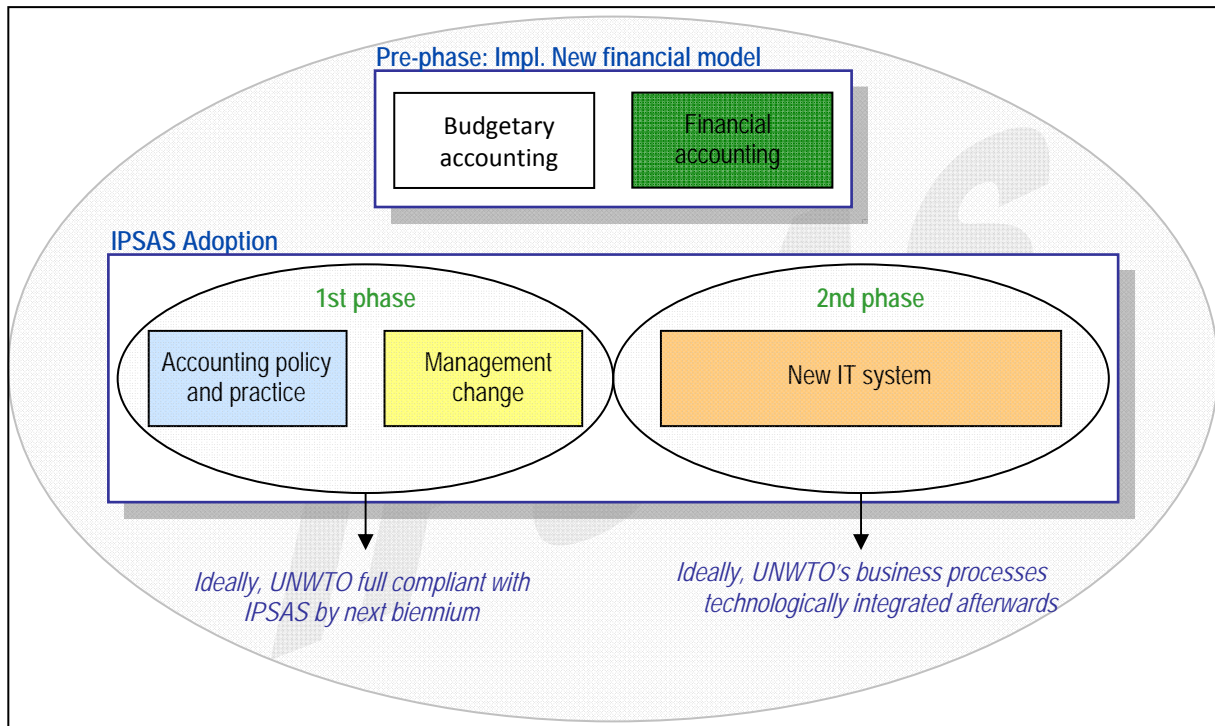 Pre-phase: Impl. New financial model
Budgetary
accounting
Financial
accounting
IPSAS Adoption
1st phase
Accounting policy
and practice
Management
change
2nd phase
New IT system
Ideally, UNWTO full compliant with
IPSAS by next biennium
Ideally, UNWTO's business processes
technologically integrated afterwards